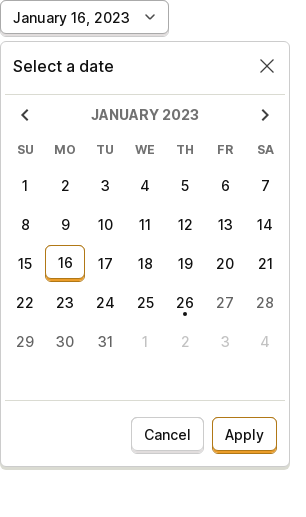 January 16, 2023
Select a date
JANUARY 2023
SU MO TU WE TH FR SA
1 2 3 4 5 6 7
8 9 10 11 12 13 14
15 16 17 18 19 20 21
22 23 24 25 26 27 28
29 30 31 1 2 3 4
Cancel Apply